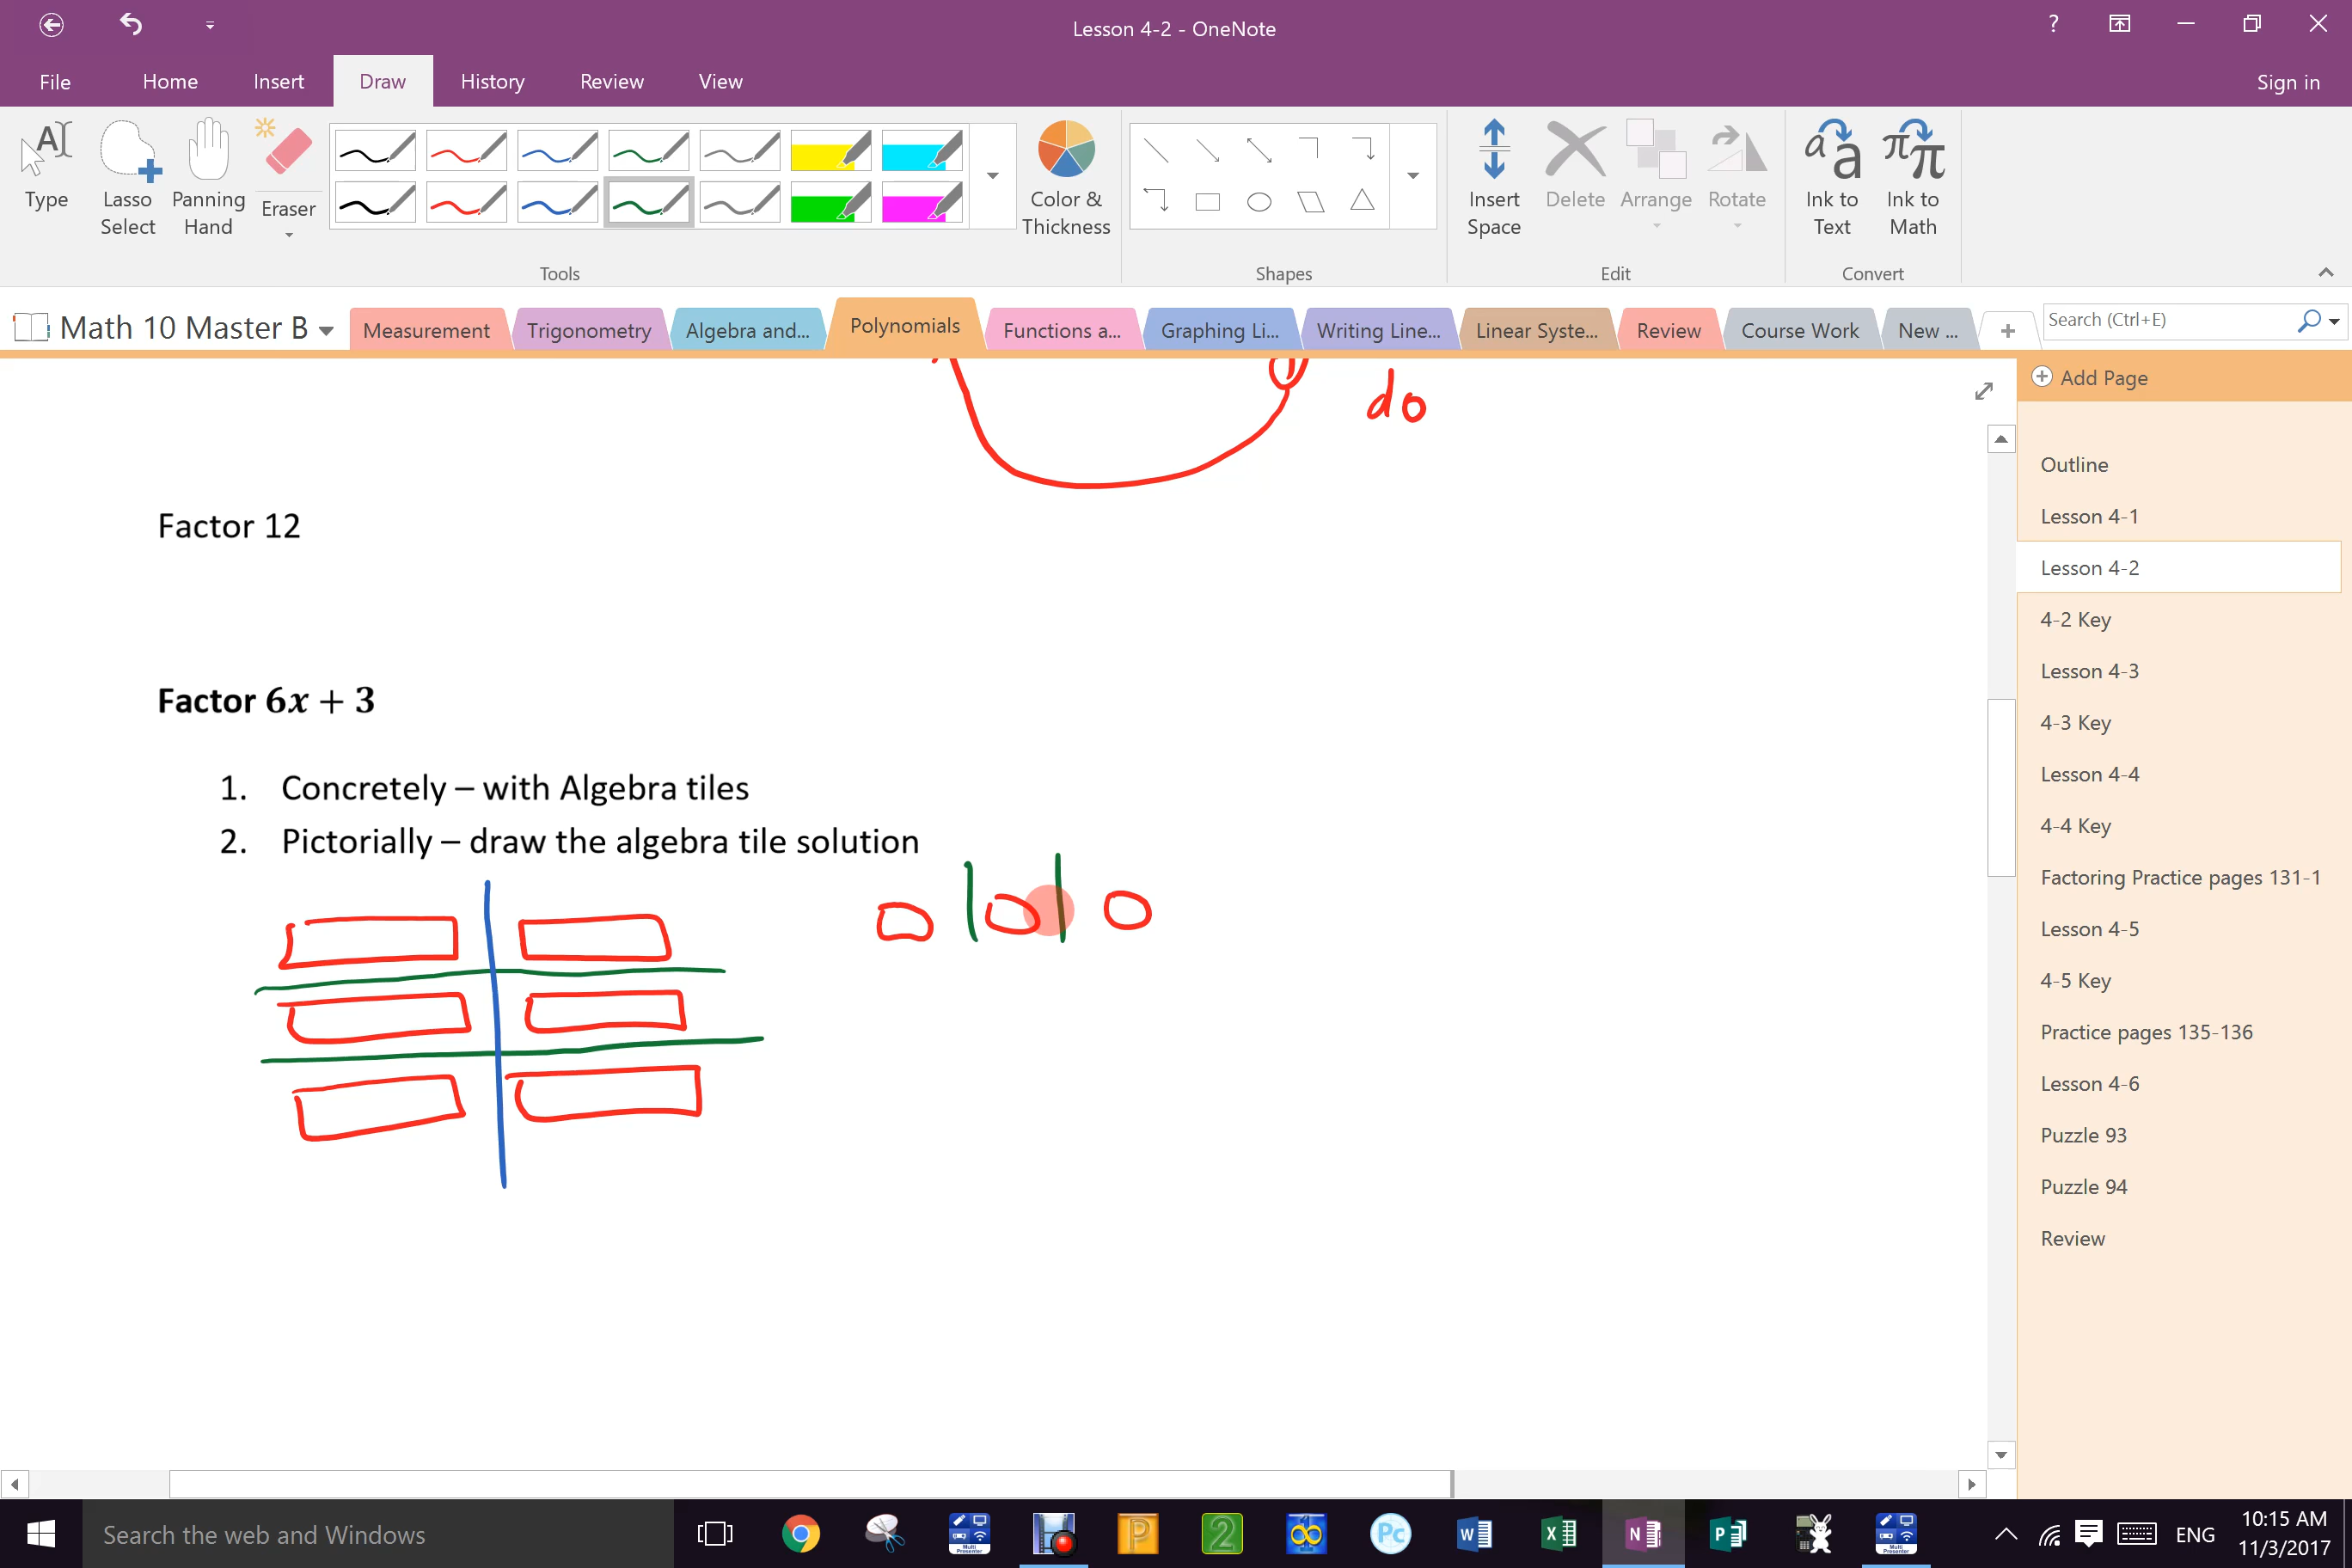 Lesson 4-2 - OneNote
?
File Home Insert Draw History Review View Sign in
Type
Lasso Select
Panning Hand
Eraser
Color & Thickness
Insert Space
Delete
Arrange
Rotate
Ink to Text
Ink to Math
Tools Shapes Edit Convert
Math 10 Master B
Measurement Trigonometry Algebra and... Polynomials Functions a... Graphing Li... Writing Line... Linear Syste... Review Course Work New ... +
Search (Ctrl+E)
do
Factor 12
Factor 6x + 3
1. Concretely – with Algebra tiles
2. Pictorially – draw the algebra tile solution
Add Page
Outline
Lesson 4-1
Lesson 4-2
4-2 Key
Lesson 4-3
4-3 Key
Lesson 4-4
4-4 Key
Factoring Practice pages 131-1
Lesson 4-5
4-5 Key
Practice pages 135-136
Lesson 4-6
Puzzle 93
Puzzle 94
Review
Search the web and Windows
ENG
10:15 AM
11/3/2017